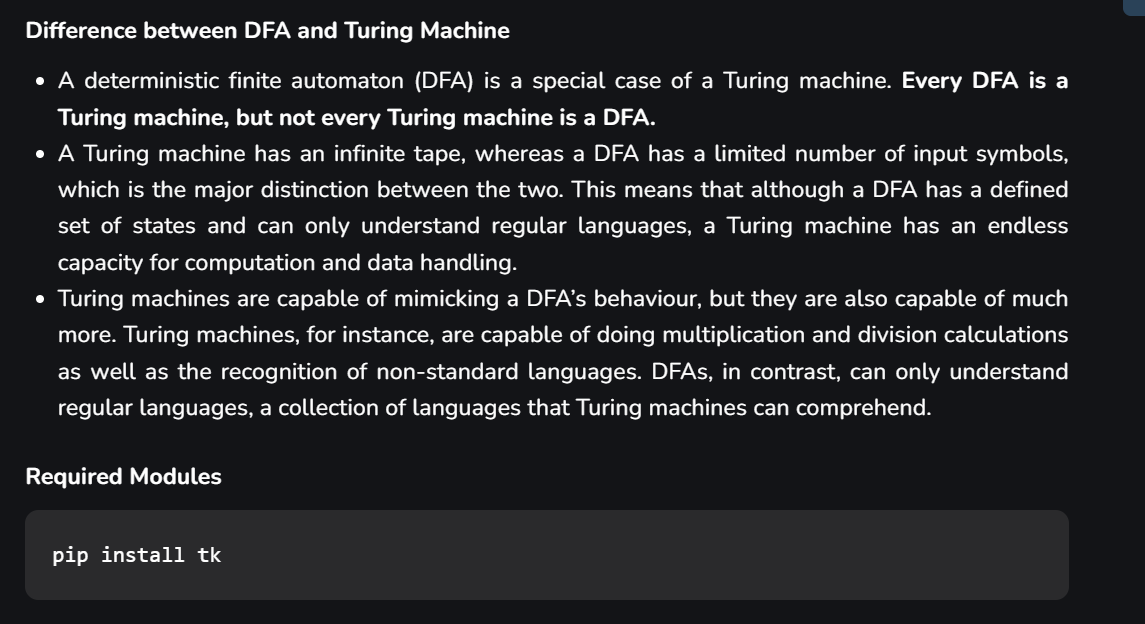 Difference between DFA and Turing Machine
• A deterministic finite automaton (DFA) is a special case of a Turing machine. Every DFA is a
Turing machine, but not every Turing machine is a DFA.
• A Turing machine has an infinite tape, whereas a DFA has a limited number of input symbols,
which is the major distinction between the two. This means that although a DFA has a defined
set of states and can only understand regular languages, a Turing machine has an endless
capacity for computation and data handling.
• Turing machines are capable of mimicking a DFA’s behaviour, but they are also capable of much
more. Turing machines, for instance, are capable of doing multiplication and division calculations
as well as the recognition of non-standard languages. DFAs, in contrast, can only understand
regular languages, a collection of languages that Turing machines can comprehend.
Required Modules
pip install tk